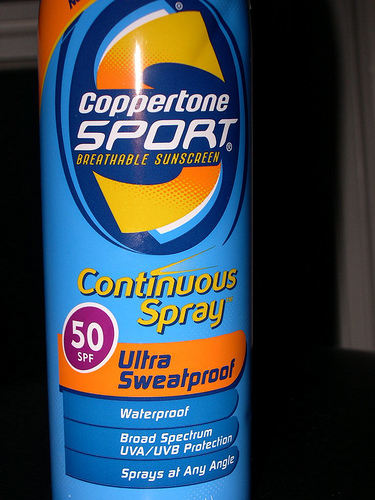 Coppertone
SPORT®
BREATHABLE SUNSCREEN
Continuous
Spray™
50
SPF
Ultra
Sweatproof
Waterproof
Broad Spectrum
UVA/UVB Protection
Sprays at Any Angle